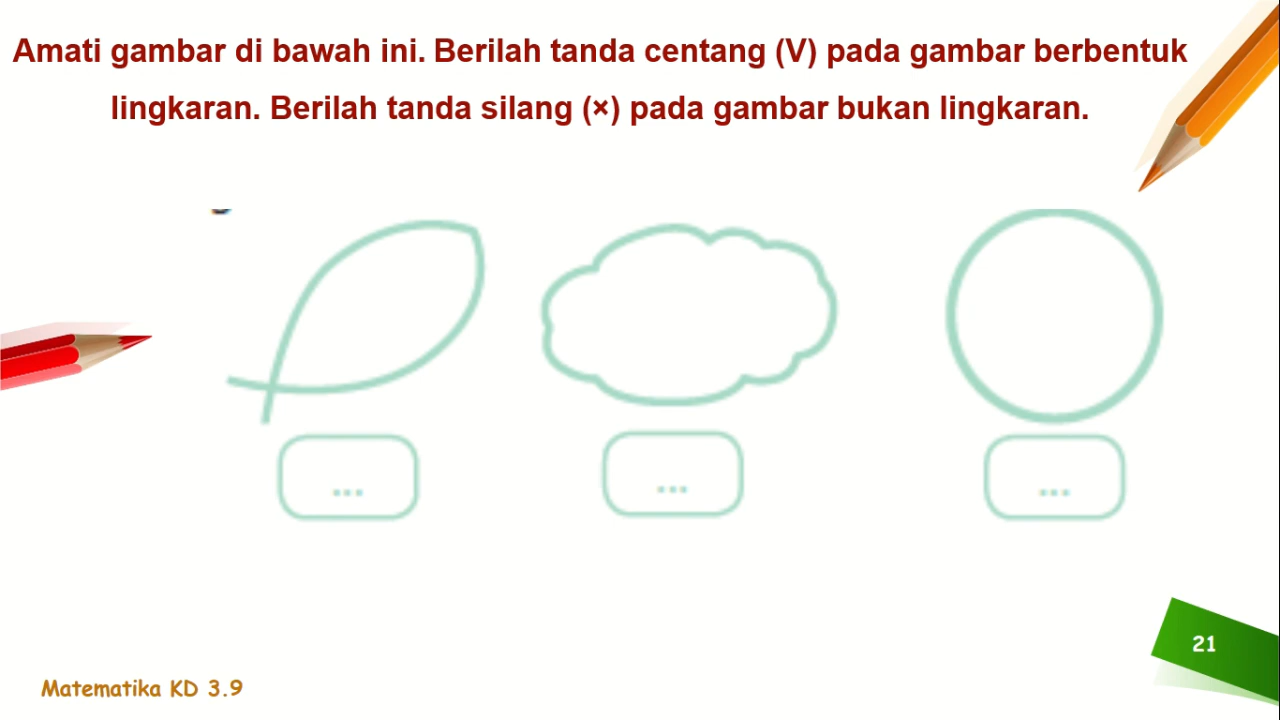 Amati gambar di bawah ini. Berilah tanda centang (V) pada gambar berbentuk
lingkaran. Berilah tanda silang (×) pada gambar bukan lingkaran.
... ... ...
21
Matematika KD 3.9